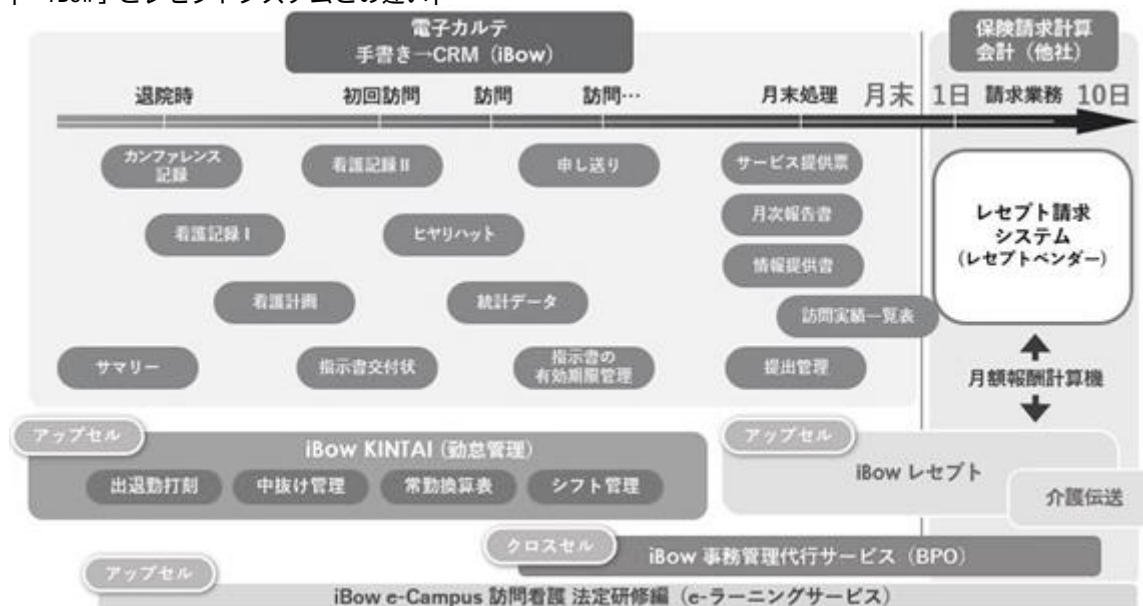 「iBow」とレセプトシステムとの違い
電子カルテ
手書き→CRM（iBow）
保険請求計算
会計（他社）
退院時
初回訪問
訪問
訪問…
月末処理
月末
1日
請求業務
10日
カンファレンス
記録
看護記録Ⅱ
申し送り
サービス提供票
看護記録Ⅰ
ヒヤリハット
月次報告書
情報提供書
看護計画
統計データ
訪問実績一覧表
サマリー
指示書交付状
指示書の
有効期限管理
提出管理
レセプト請求
システム
（レセプトベンダー）
月額報酬計算機
アップセル
iBow KINTAI（勤怠管理）
出退勤打刻
中抜け管理
常勤換算表
シフト管理
アップセル
iBow レセプト
介護伝送
クロスセル
iBow 事務管理代行サービス（BPO）
アップセル
iBow e-Campus 訪問看護 法定研修編（e-ラーニングサービス）